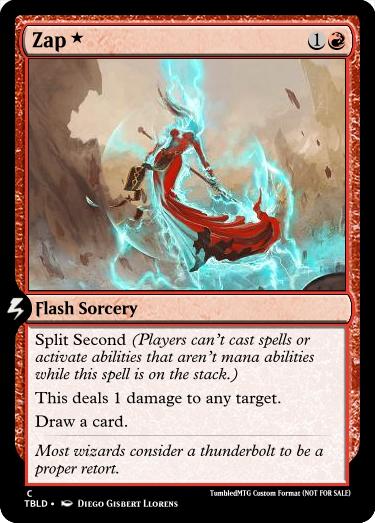 Zap ★ 1
Flash Sorcery
Split Second (Players can't cast spells or
activate abilities that aren't mana abilities
while this spell is on the stack.)
This deals 1 damage to any target.
Draw a card.
Most wizards consider a thunderbolt to be a
proper retort.
C
TumbledMTG Custom Format (NOT FOR SALE)
TBLD • Diego Gisbert Llorens